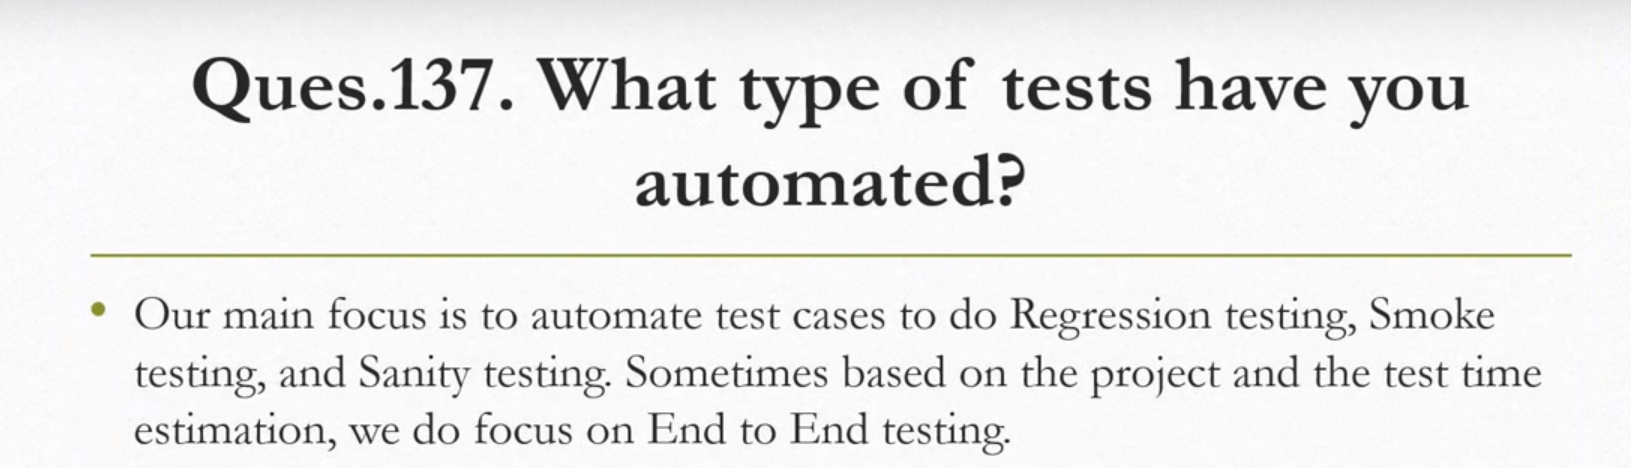 Ques.137. What type of tests have you
automated?
• Our main focus is to automate test cases to do Regression testing, Smoke
testing, and Sanity testing. Sometimes based on the project and the test time
estimation, we do focus on End to End testing.